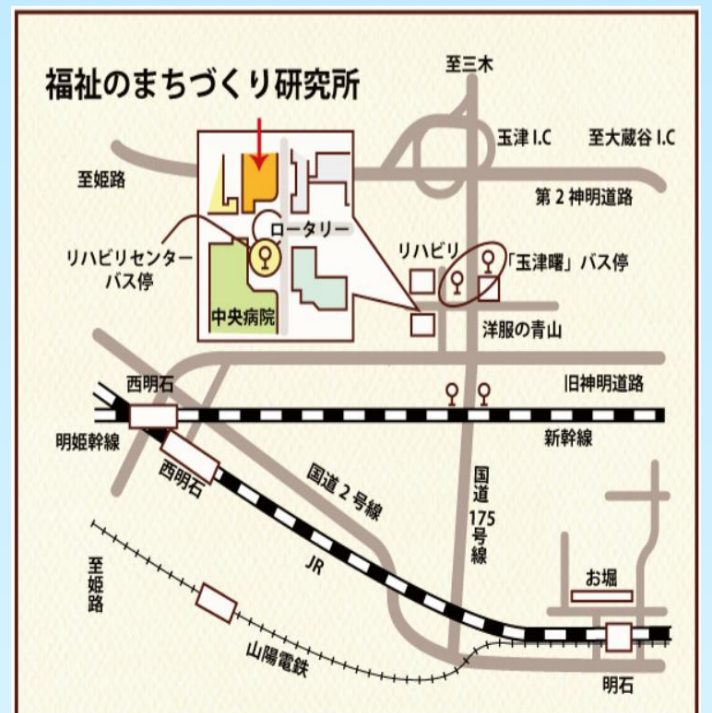 至三木
福祉のまちづくり研究所
玉津I.C
至大蔵谷I.C
至姫路
第2神明道路
ロータリー
リハビリセンター
バス停
リハビリ
「玉津曙」バス停
中央病院
洋服の青山
西明石
旧神明道路
明姫幹線
新幹線
西明石
国道2号線
国道175号線
JR
至姫路
お堀
山陽電鉄
明石